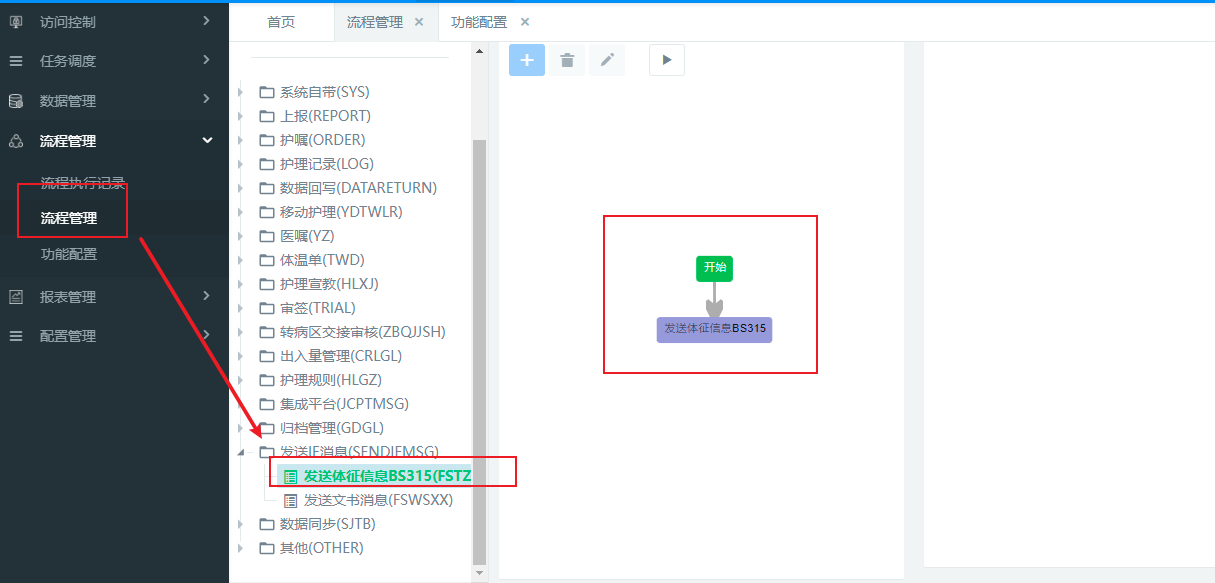 访问控制
任务调度
数据管理
流程管理
流程执行记录
流程管理
功能配置
报表管理
配置管理
首页
流程管理
功能配置
系统自带(SYS)
上报(REPORT)
护嘱(ORDER)
护理记录(LOG)
数据回写(DATARETURN)
移动护理(YDTWLR)
医嘱(YZ)
体温单(TWD)
护理宣教(HLXJ)
审签(TRIAL)
转病区交接审核(ZBQJJSH)
出入量管理(CRLGL)
护理规则(HLGZ)
集成平台(JCPTMSG)
归档管理(GDGL)
发送IE消息(SENDIEMSG)
发送体征信息BS315(FSTZ
发送文书消息(FSWSXX)
数据同步(SJTB)
其他(OTHER)
开始
发送体征信息BS315